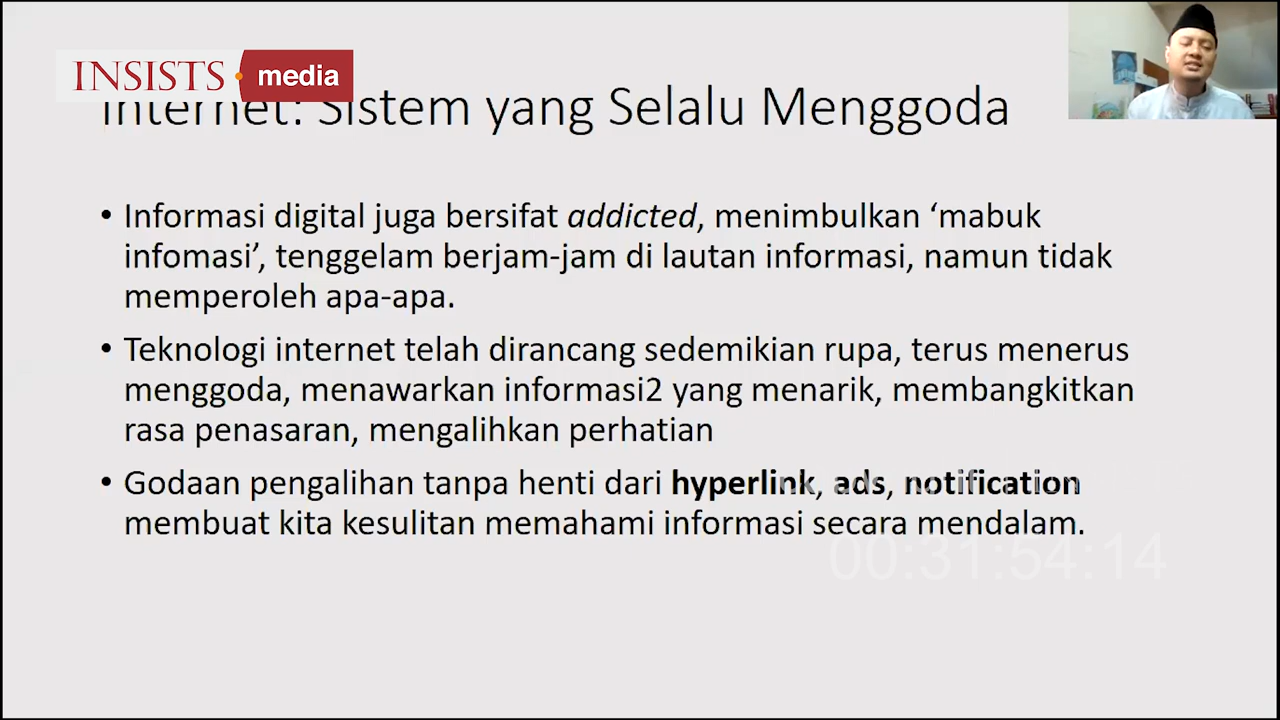 INSISTS media
Internet: Sistem yang Selalu Menggoda
• Informasi digital juga bersifat addicted, menimbulkan ‘mabuk
infomasi’, tenggelam berjam-jam di lautan informasi, namun tidak
memperoleh apa-apa.
• Teknologi internet telah dirancang sedemikian rupa, terus menerus
menggoda, menawarkan informasi2 yang menarik, membangkitkan
rasa penasaran, mengalihkan perhatian
• Godaan pengalihan tanpa henti dari hyperlink, ads, notification
membuat kita kesulitan memahami informasi secara mendalam.
00:31:54:14